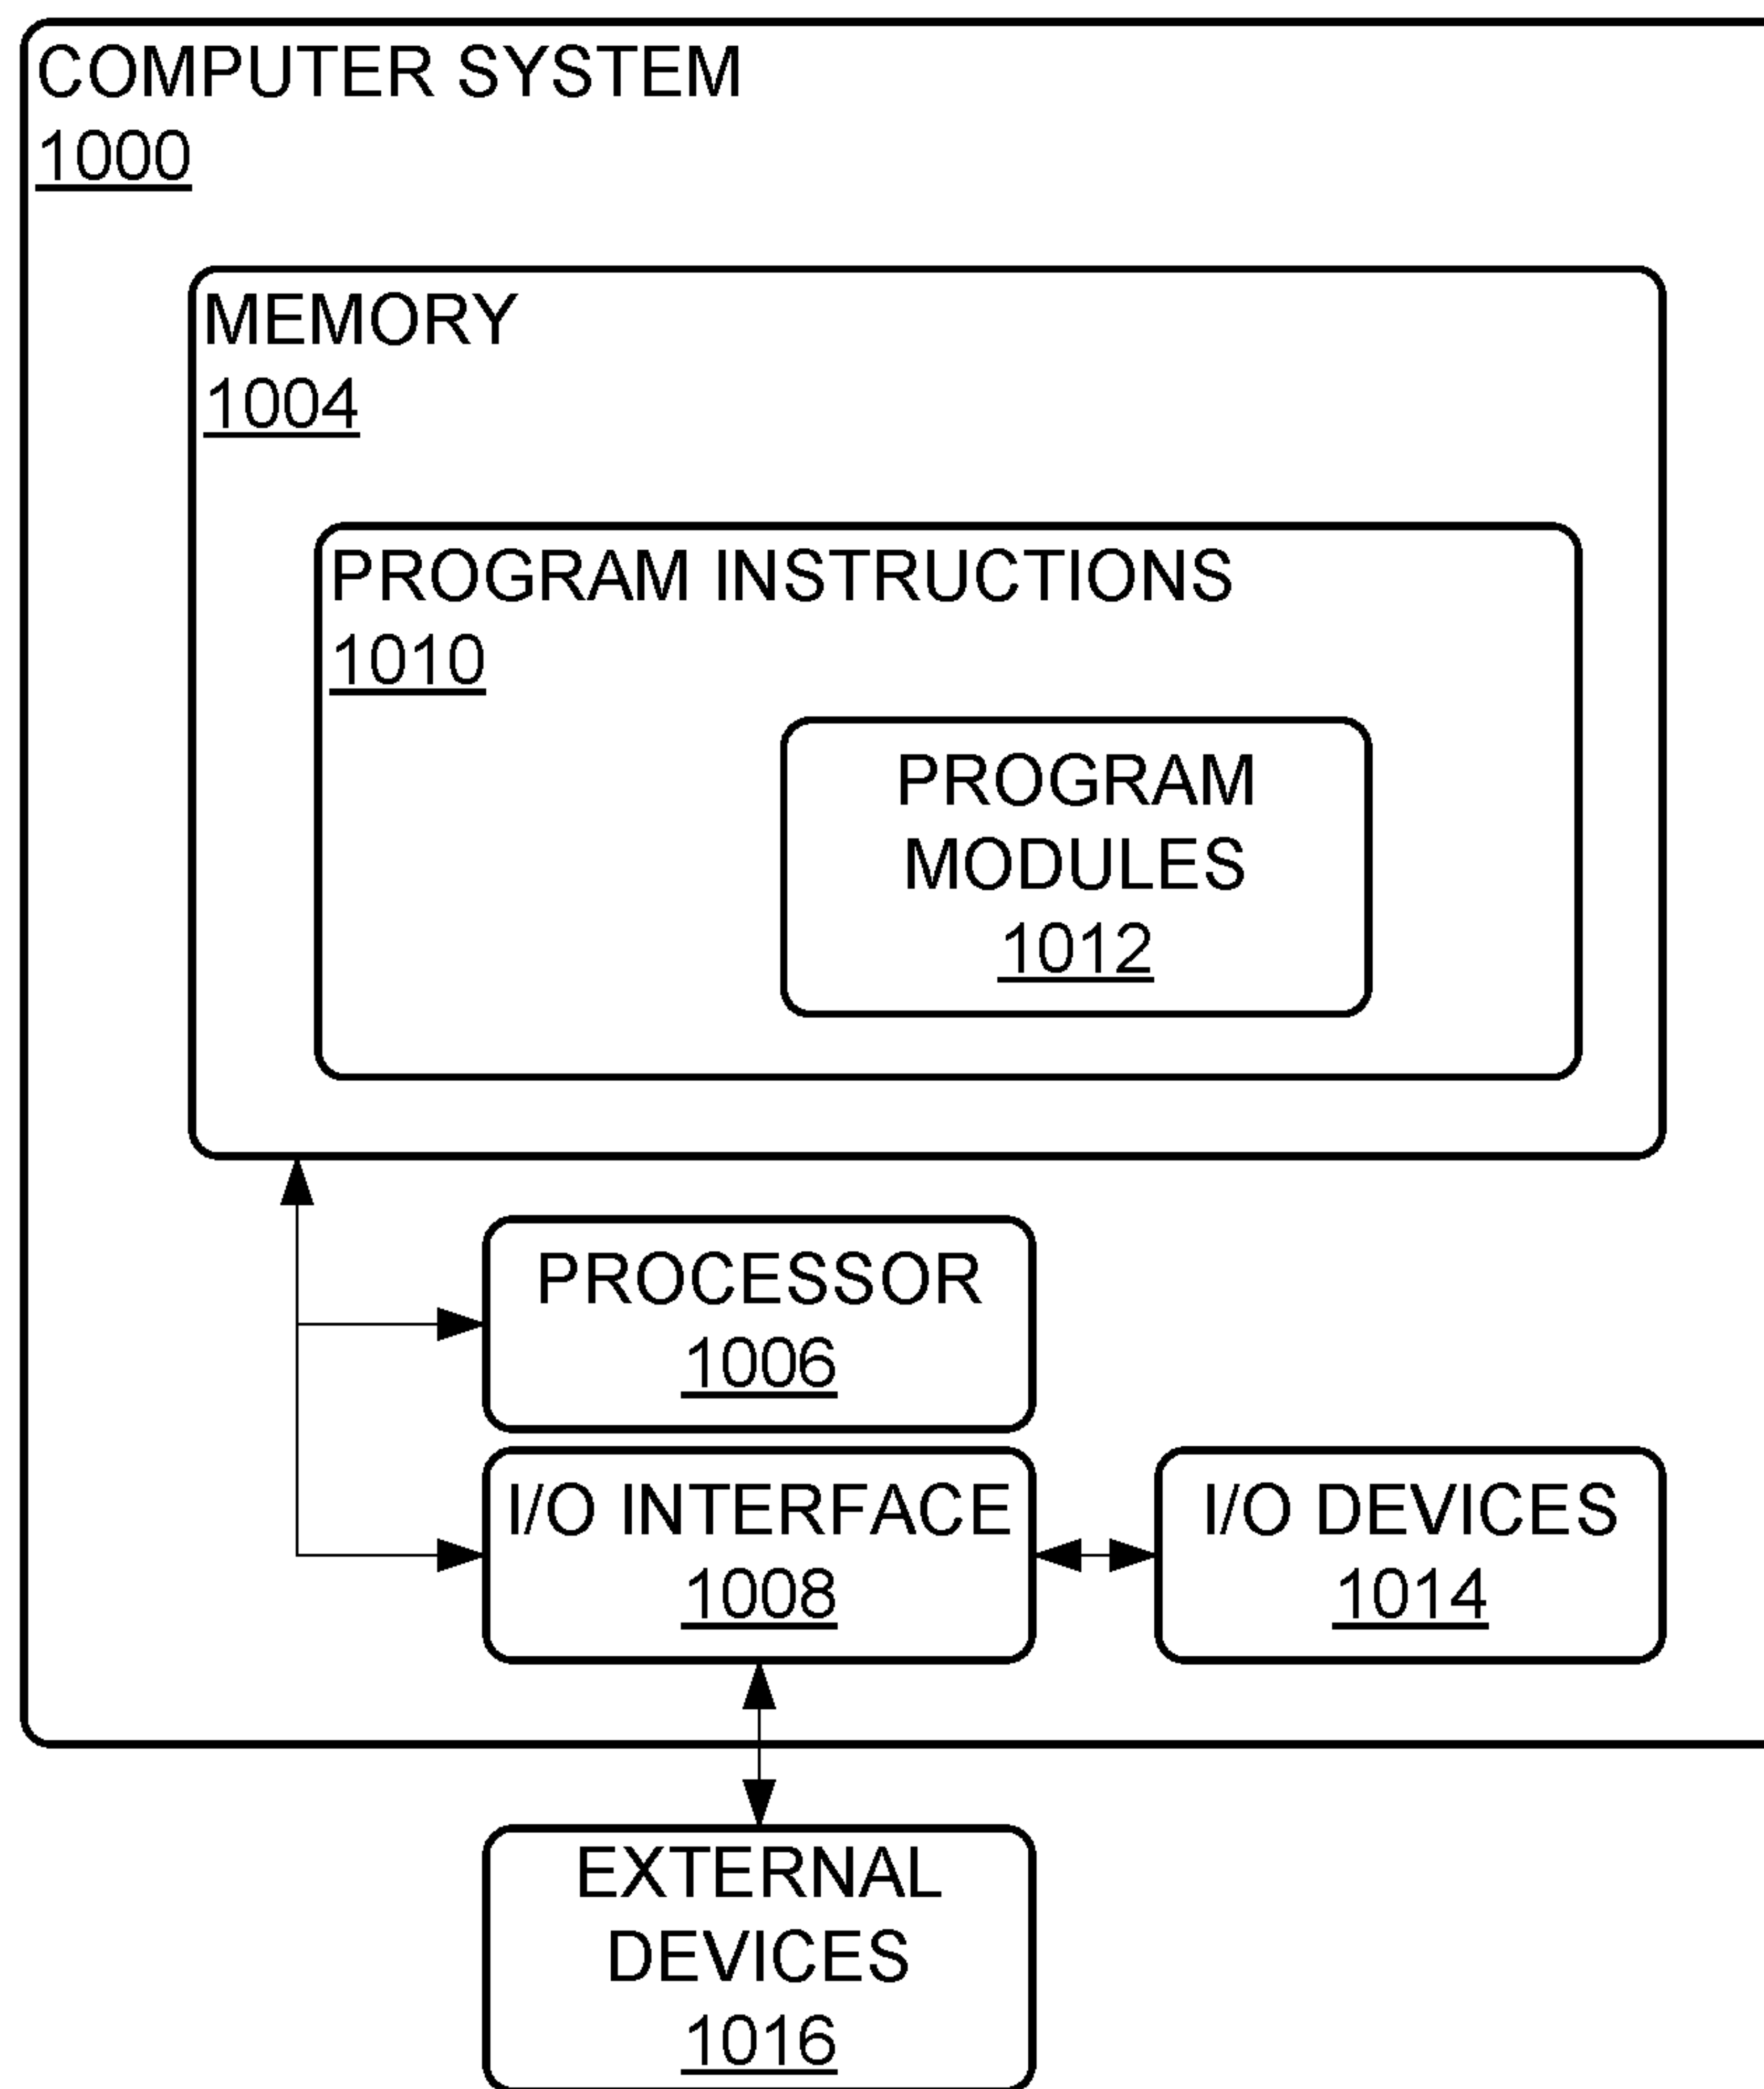 COMPUTER SYSTEM
1000
MEMORY
1004
PROGRAM INSTRUCTIONS
1010
PROGRAM
MODULES
1012
PROCESSOR
1006
I/O INTERFACE
1008
I/O DEVICES
1014
EXTERNAL
DEVICES
1016